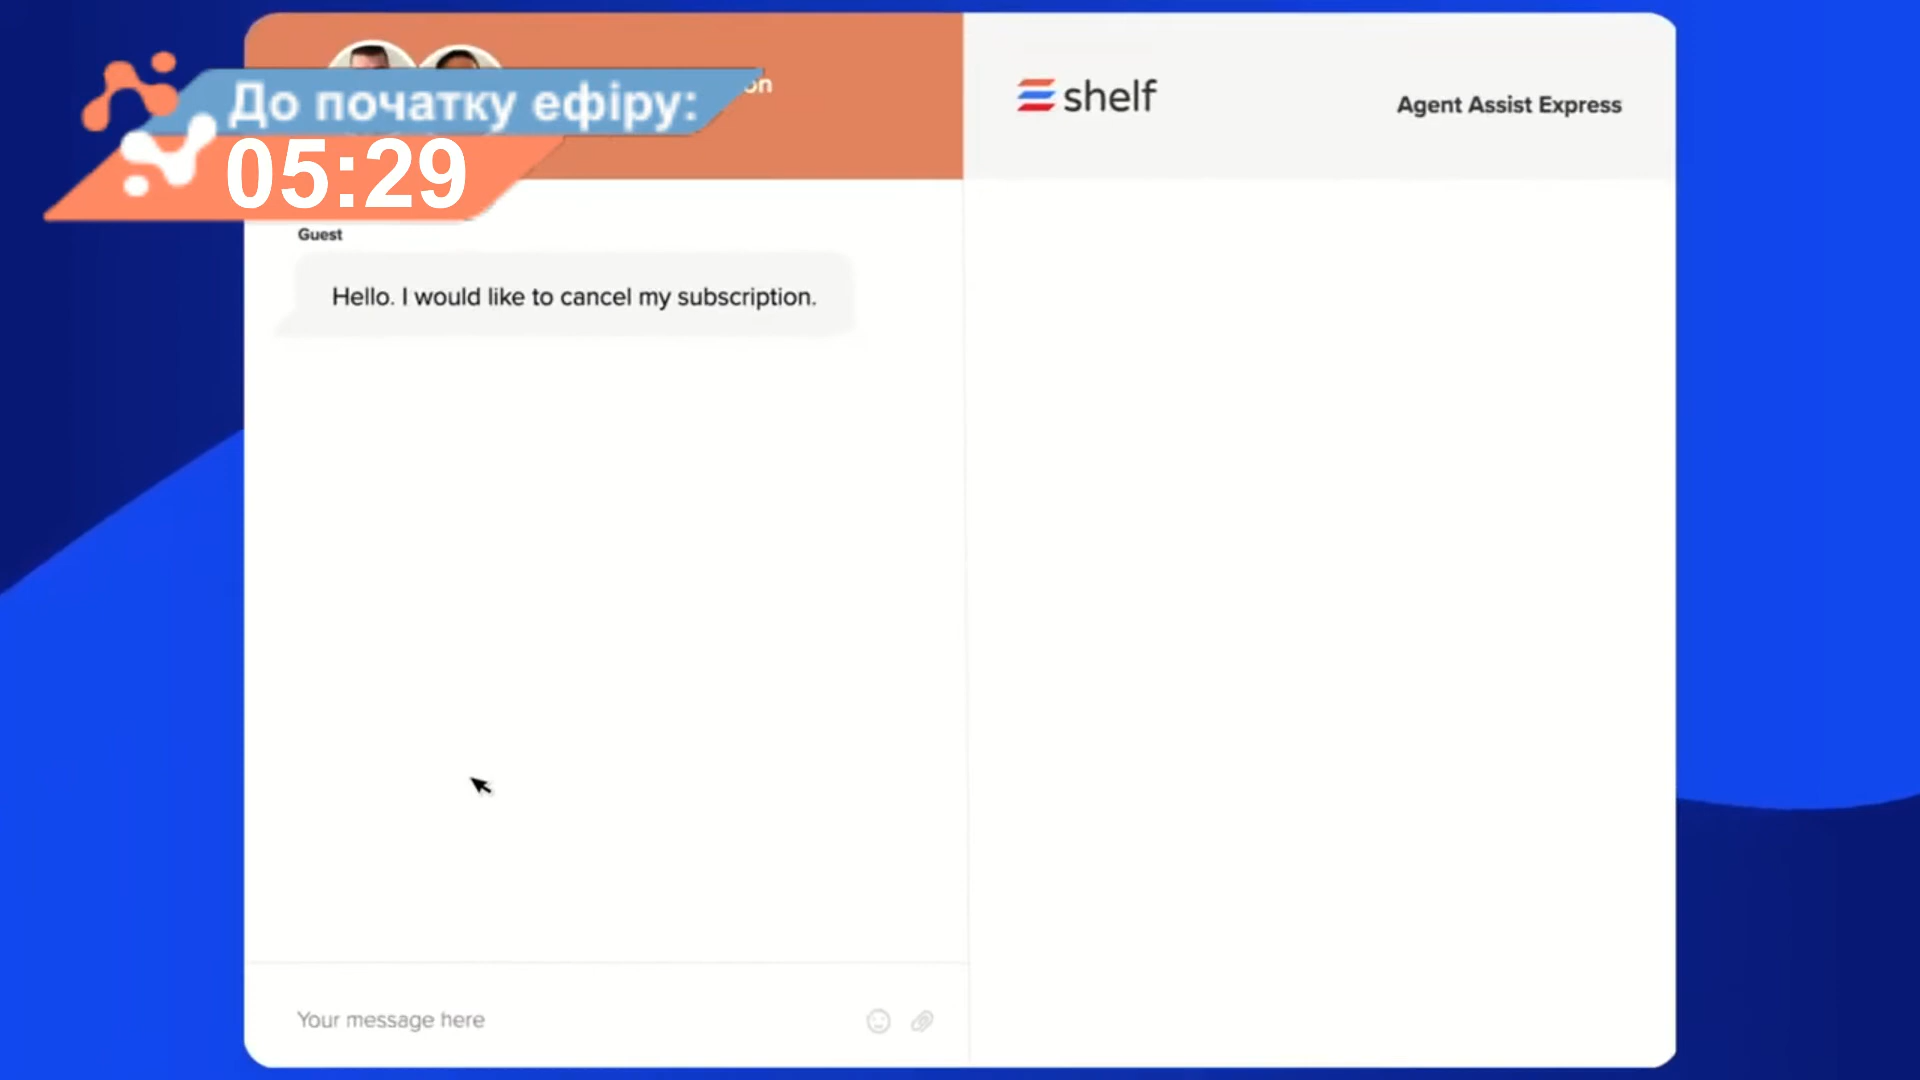 До початку ефіру:
05:29
shelf
Agent Assist Express
Guest
Hello. I would like to cancel my subscription.
Your message here